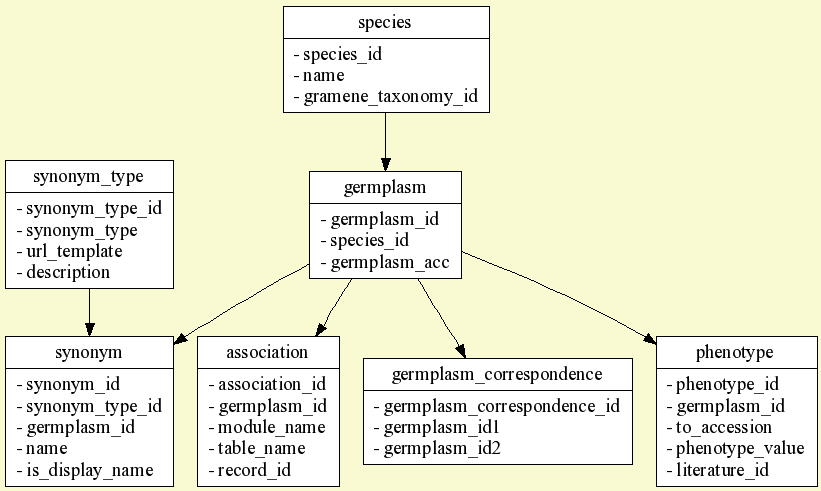 species
- species_id
- name
- gramene_taxonomy_id
synonym_type
- synonym_type_id
- synonym_type
- url_template
- description
germplasm
- germplasm_id
- species_id
- germplasm_acc
synonym
- synonym_id
- synonym_type_id
- germplasm_id
- name
- is_display_name
association
- association_id
- germplasm_id
- module_name
- table_name
- record_id
germplasm_correspondence
- germplasm_correspondence_id
- germplasm_id1
- germplasm_id2
phenotype
- phenotype_id
- germplasm_id
- to_accession
- phenotype_value
- literature_id